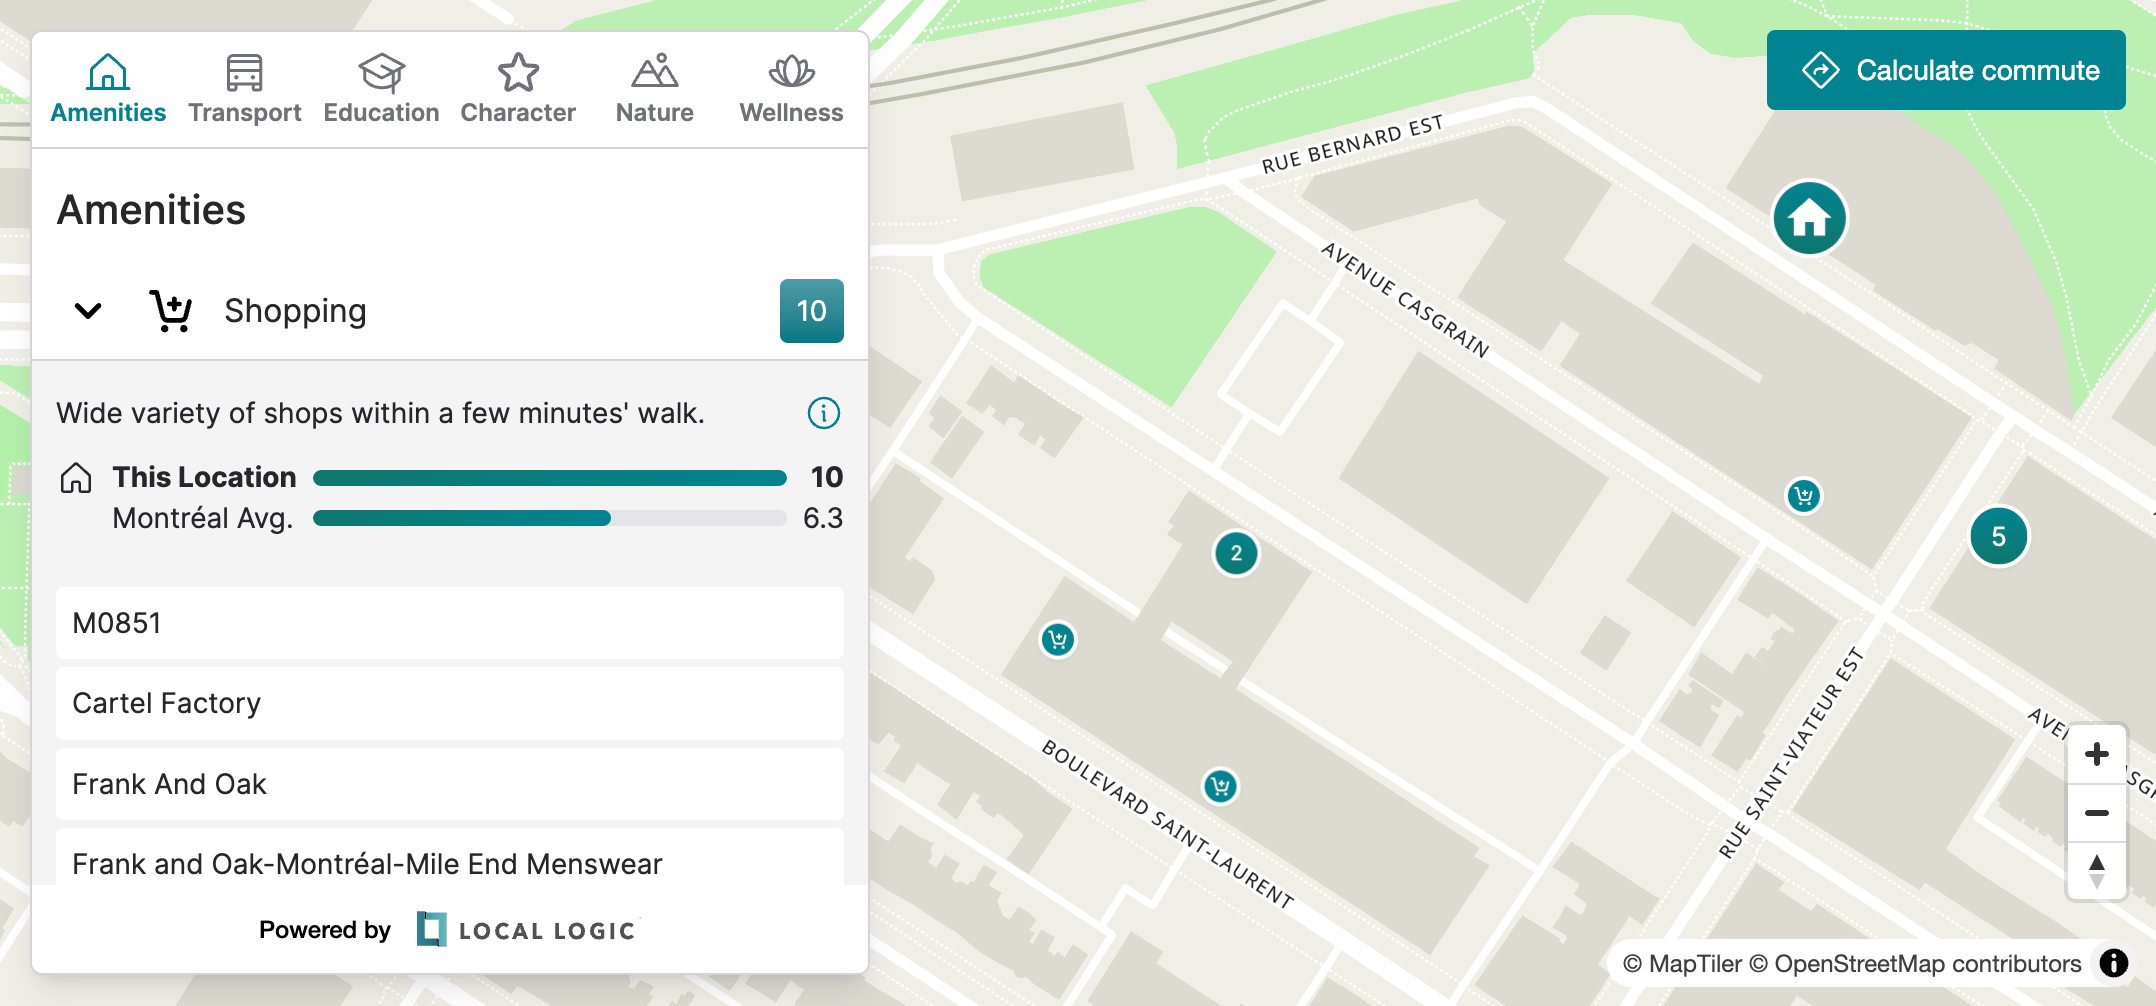 Amenities
Transport
Education
Character
Nature
Wellness
Amenities
Shopping
10
Wide variety of shops within a few minutes' walk.
This Location
10
Montréal Avg.
6.3
M0851
Cartel Factory
Frank And Oak
Frank and Oak-Montréal-Mile End Menswear
Powered by
LOCAL LOGIC
Calculate commute
RUE BERNARD EST
AVENUE CASGRAIN
2
5
BOULEVARD SAINT-LAURENT
RUE SAINT-VIATEUR EST
© MapTiler © OpenStreetMap contributors